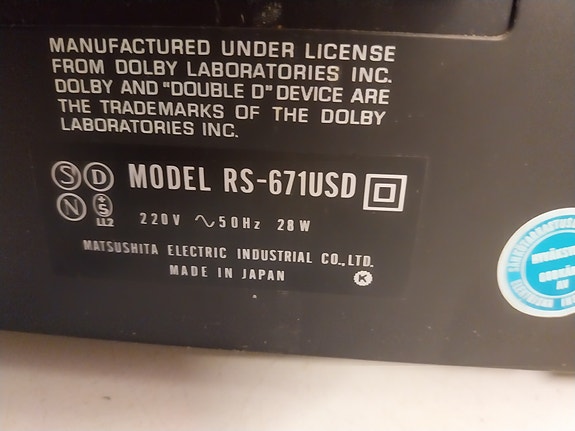 MANUFACTURED UNDER LICENSE
FROM DOLBY LABORATORIES INC.
DOLBY AND "DOUBLE D" DEVICE ARE
THE TRADEMARKS OF THE DOLBY
LABORATORIES INC.
S D MODEL RS-671USD
N +S
LL2 220V ~50Hz 28W
MATSUSHITA ELECTRIC INDUSTRIAL CO.,LTD.
MADE IN JAPAN K